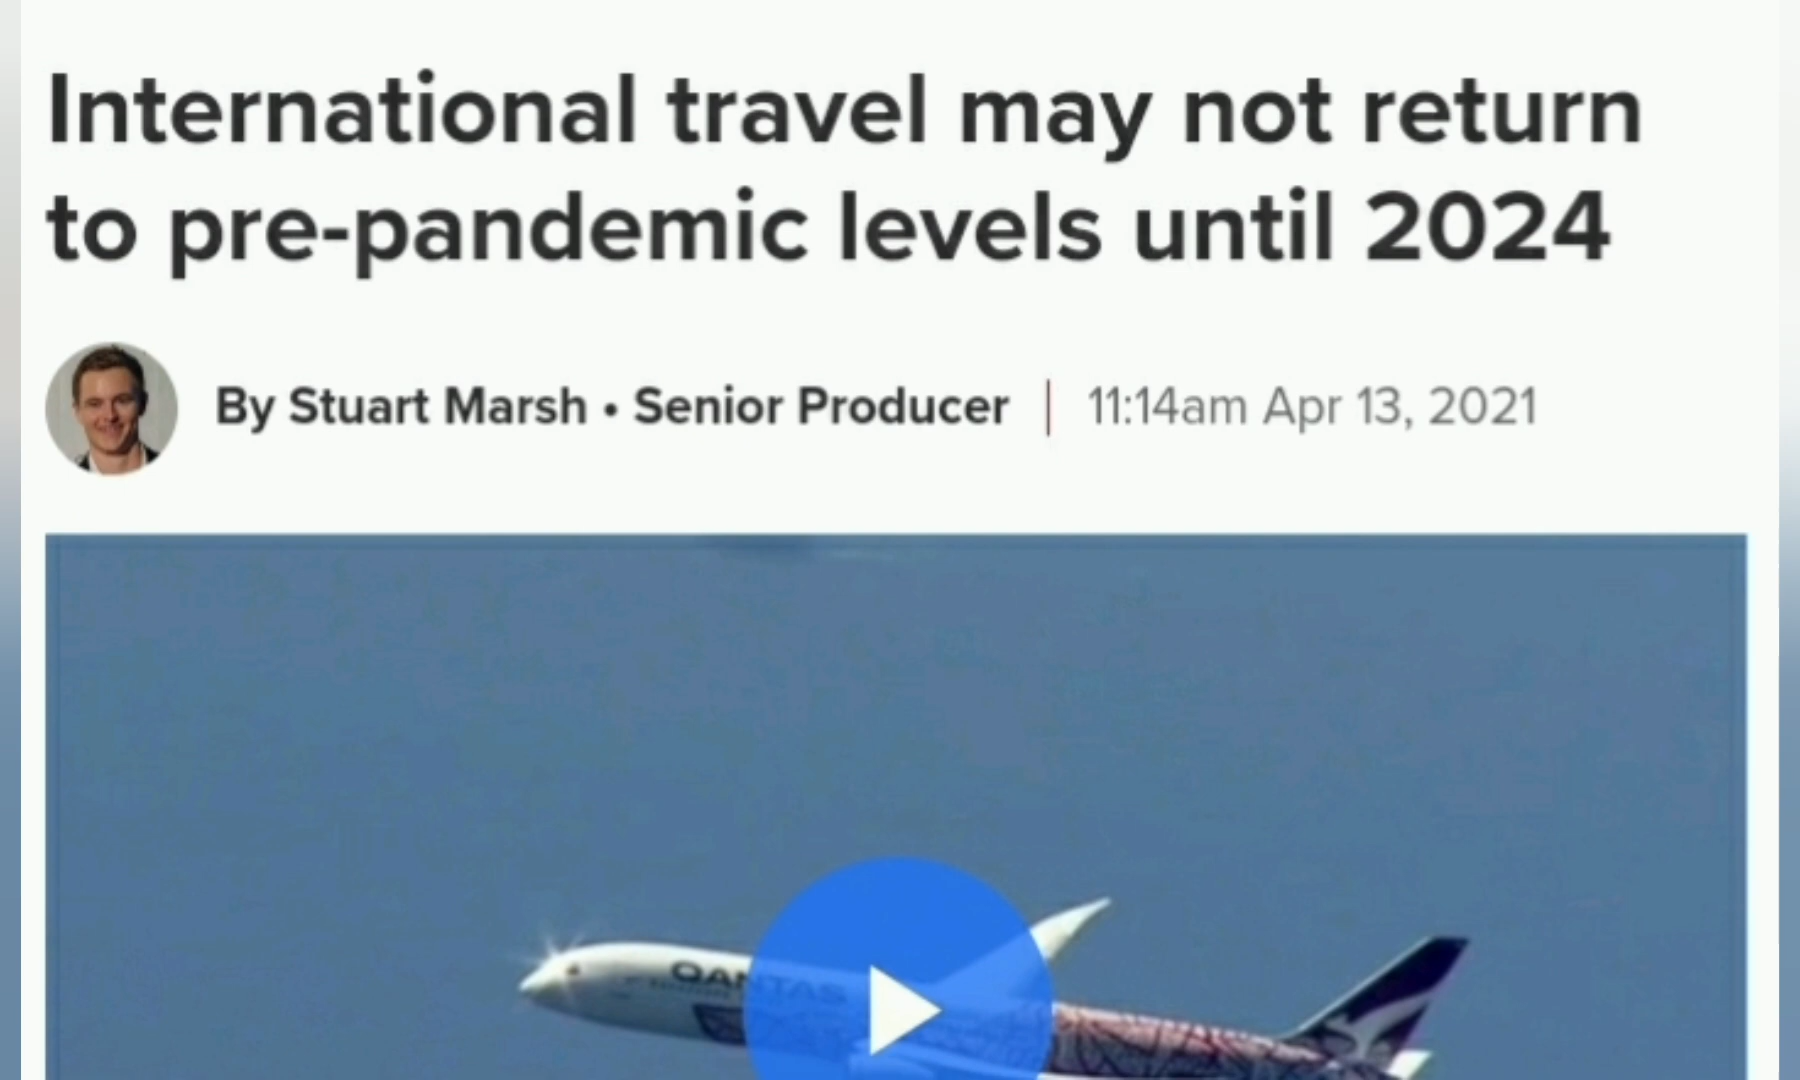 International travel may not return
to pre-pandemic levels until 2024
By Stuart Marsh • Senior Producer | 11:14am Apr 13, 2021
QANTAS